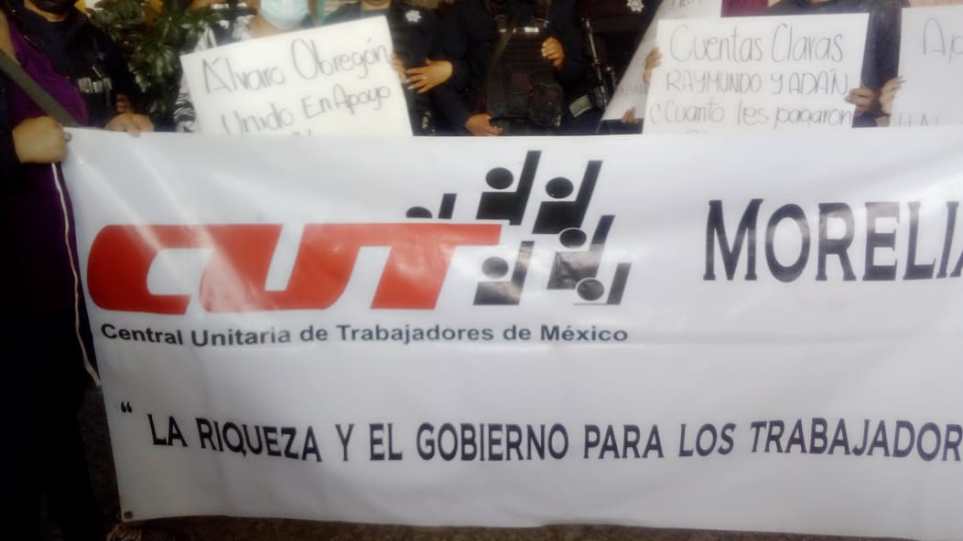 Álvaro Obregón
Unido En Apoyo
Cuentas Claras
RAYMUNDO Y ADÁN
¿Cuanto les pagaron
CUT
MORELIA
Central Unitaria de Trabajadores de México
“ LA RIQUEZA Y EL GOBIERNO PARA LOS TRABAJADOR